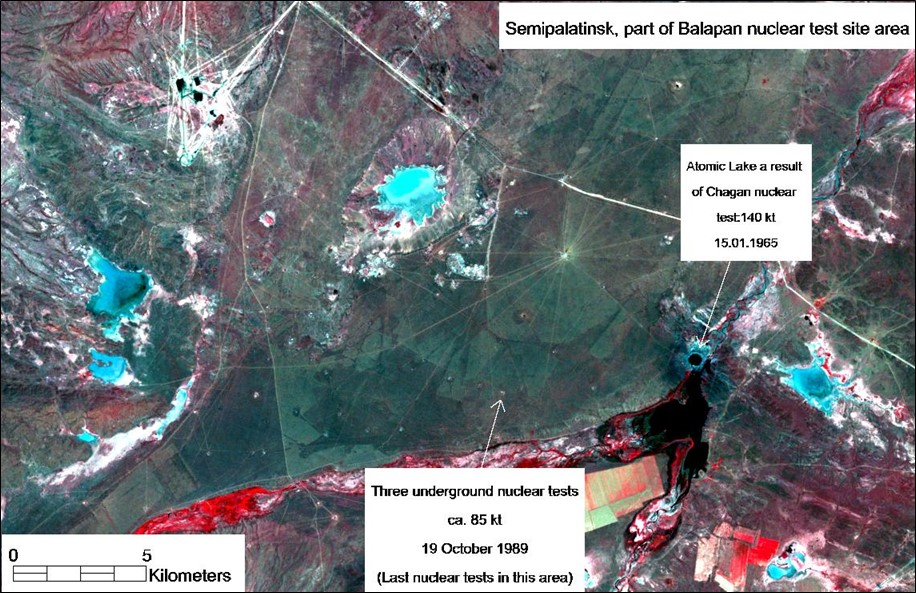 Semipalatinsk, part of Balapan nuclear test site area
Atomic Lake a result
of Chagan nuclear
test:140 kt
15.01.1965
Three underground nuclear tests
ca. 85 kt
19 October 1989
(Last nuclear tests in this area)
0 5
Kilometers